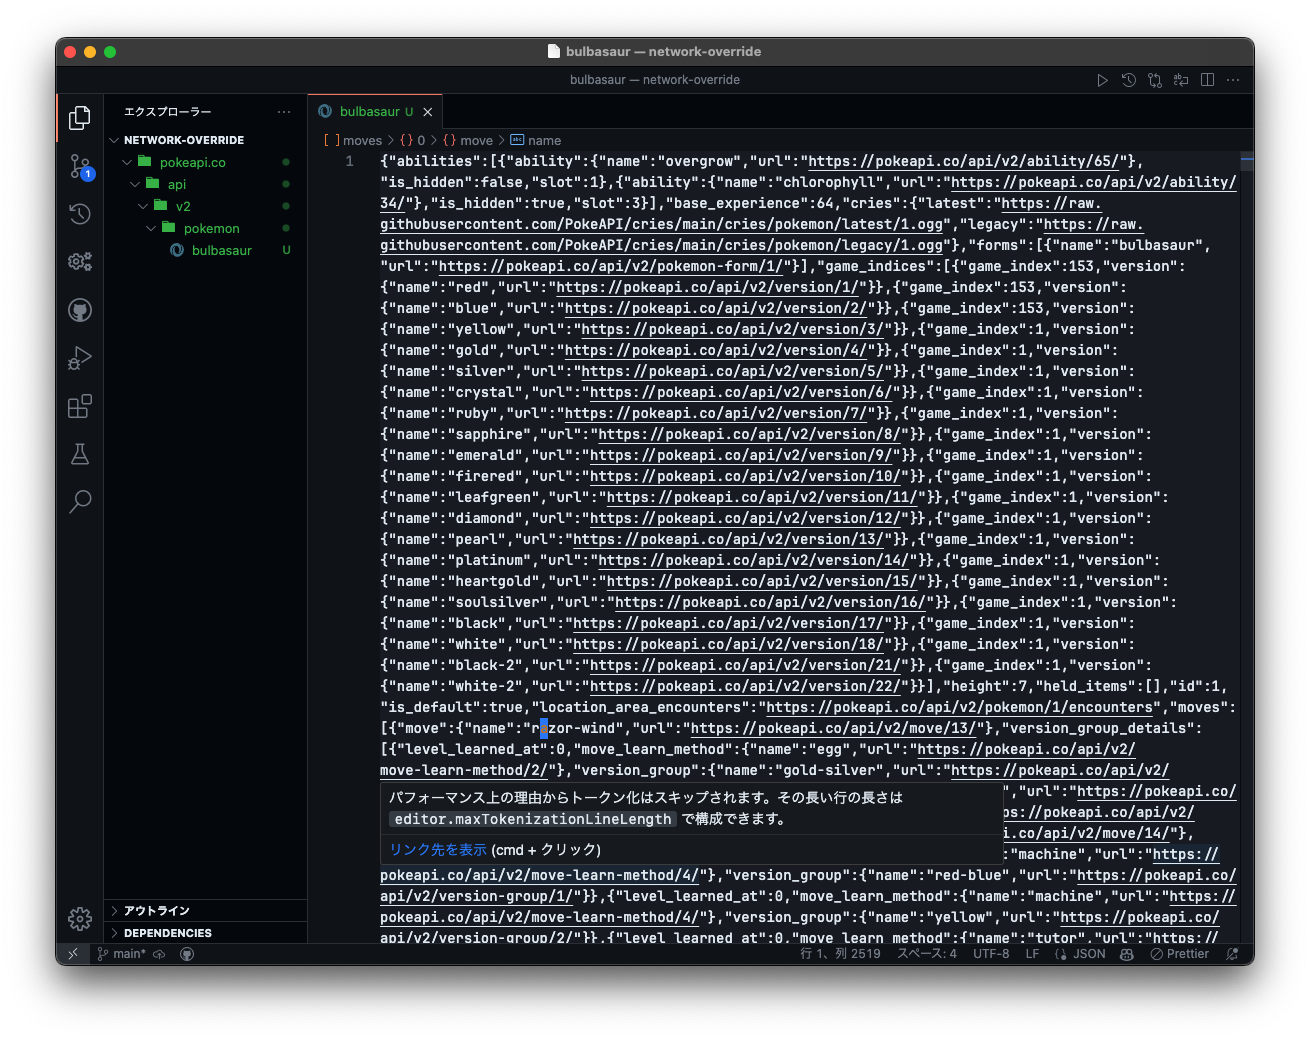 bulbasaur — network-override
bulbasaur — network-override
エクスプローラー
NETWORK-OVERRIDE
pokeapi.co
api
v2
pokemon
bulbasaur U
1
アウトライン
DEPENDENCIES
bulbasaur U
[ ] moves > {} 0 > {} move > abc name
1
{"abilities":[{"ability":{"name":"overgrow","url":"https://pokeapi.co/api/v2/ability/65/"},
"is_hidden":false,"slot":1},{"ability":{"name":"chlorophyll","url":"https://pokeapi.co/api/v2/ability/
34/"},"is_hidden":true,"slot":3}],"base_experience":64,"cries":{"latest":"https://raw.
githubusercontent.com/PokeAPI/cries/main/cries/pokemon/latest/1.ogg","legacy":"https://raw.
githubusercontent.com/PokeAPI/cries/main/cries/pokemon/legacy/1.ogg"},"forms":[{"name":"bulbasaur",
"url":"https://pokeapi.co/api/v2/pokemon-form/1/"}],"game_indices":[{"game_index":153,"version":
{"name":"red","url":"https://pokeapi.co/api/v2/version/1/"}},{"game_index":153,"version":
{"name":"blue","url":"https://pokeapi.co/api/v2/version/2/"}},{"game_index":153,"version":
{"name":"yellow","url":"https://pokeapi.co/api/v2/version/3/"}},{"game_index":1,"version":
{"name":"gold","url":"https://pokeapi.co/api/v2/version/4/"}},{"game_index":1,"version":
{"name":"silver","url":"https://pokeapi.co/api/v2/version/5/"}},{"game_index":1,"version":
{"name":"crystal","url":"https://pokeapi.co/api/v2/version/6/"}},{"game_index":1,"version":
{"name":"ruby","url":"https://pokeapi.co/api/v2/version/7/"}},{"game_index":1,"version":
{"name":"sapphire","url":"https://pokeapi.co/api/v2/version/8/"}},{"game_index":1,"version":
{"name":"emerald","url":"https://pokeapi.co/api/v2/version/9/"}},{"game_index":1,"version":
{"name":"firered","url":"https://pokeapi.co/api/v2/version/10/"}},{"game_index":1,"version":
{"name":"leafgreen","url":"https://pokeapi.co/api/v2/version/11/"}},{"game_index":1,"version":
{"name":"diamond","url":"https://pokeapi.co/api/v2/version/12/"}},{"game_index":1,"version":
{"name":"pearl","url":"https://pokeapi.co/api/v2/version/13/"}},{"game_index":1,"version":
{"name":"platinum","url":"https://pokeapi.co/api/v2/version/14/"}},{"game_index":1,"version":
{"name":"heartgold","url":"https://pokeapi.co/api/v2/version/15/"}},{"game_index":1,"version":
{"name":"soulsilver","url":"https://pokeapi.co/api/v2/version/16/"}},{"game_index":1,"version":
{"name":"black","url":"https://pokeapi.co/api/v2/version/17/"}},{"game_index":1,"version":
{"name":"white","url":"https://pokeapi.co/api/v2/version/18/"}},{"game_index":1,"version":
{"name":"black-2","url":"https://pokeapi.co/api/v2/version/21/"}},{"game_index":1,"version":
{"name":"white-2","url":"https://pokeapi.co/api/v2/version/22/"}}],"height":7,"held_items":[],"id":1,
"is_default":true,"location_area_encounters":"https://pokeapi.co/api/v2/pokemon/1/encounters","moves":
[{"move":{"name":"razor-wind","url":"https://pokeapi.co/api/v2/move/13/"},"version_group_details":
[{"level_learned_at":0,"move_learn_method":{"name":"egg","url":"https://pokeapi.co/api/v2/
move-learn-method/2/"},"version_group":{"name":"gold-silver","url":"https://pokeapi.co/api/v2/
","url":"https://pokeapi.co/
ps://pokeapi.co/api/v2/
i.co/api/v2/move/14/"},
パフォーマンス上の理由からトークン化はスキップされます。その長い行の長さは
editor.maxTokenizationLineLength で構成できます。
リンク先を表示 (cmd + クリック)
"machine","url":"https://
pokeapi.co/api/v2/move-learn-method/4/"},"version_group":{"name":"red-blue","url":"https://pokeapi.co/
api/v2/version-group/1/"}},{"level_learned_at":0,"move_learn_method":{"name":"machine","url":"https://
pokeapi.co/api/v2/move-learn-method/4/"},"version_group":{"name":"yellow","url":"https://pokeapi.co/
api/v2/version-group/2/"}},{"level_learned_at":0,"move_learn_method":{"name":"tutor","url":"https://
main*
行 1、列 2519
スペース: 4
UTF-8
LF
{} JSON
Prettier